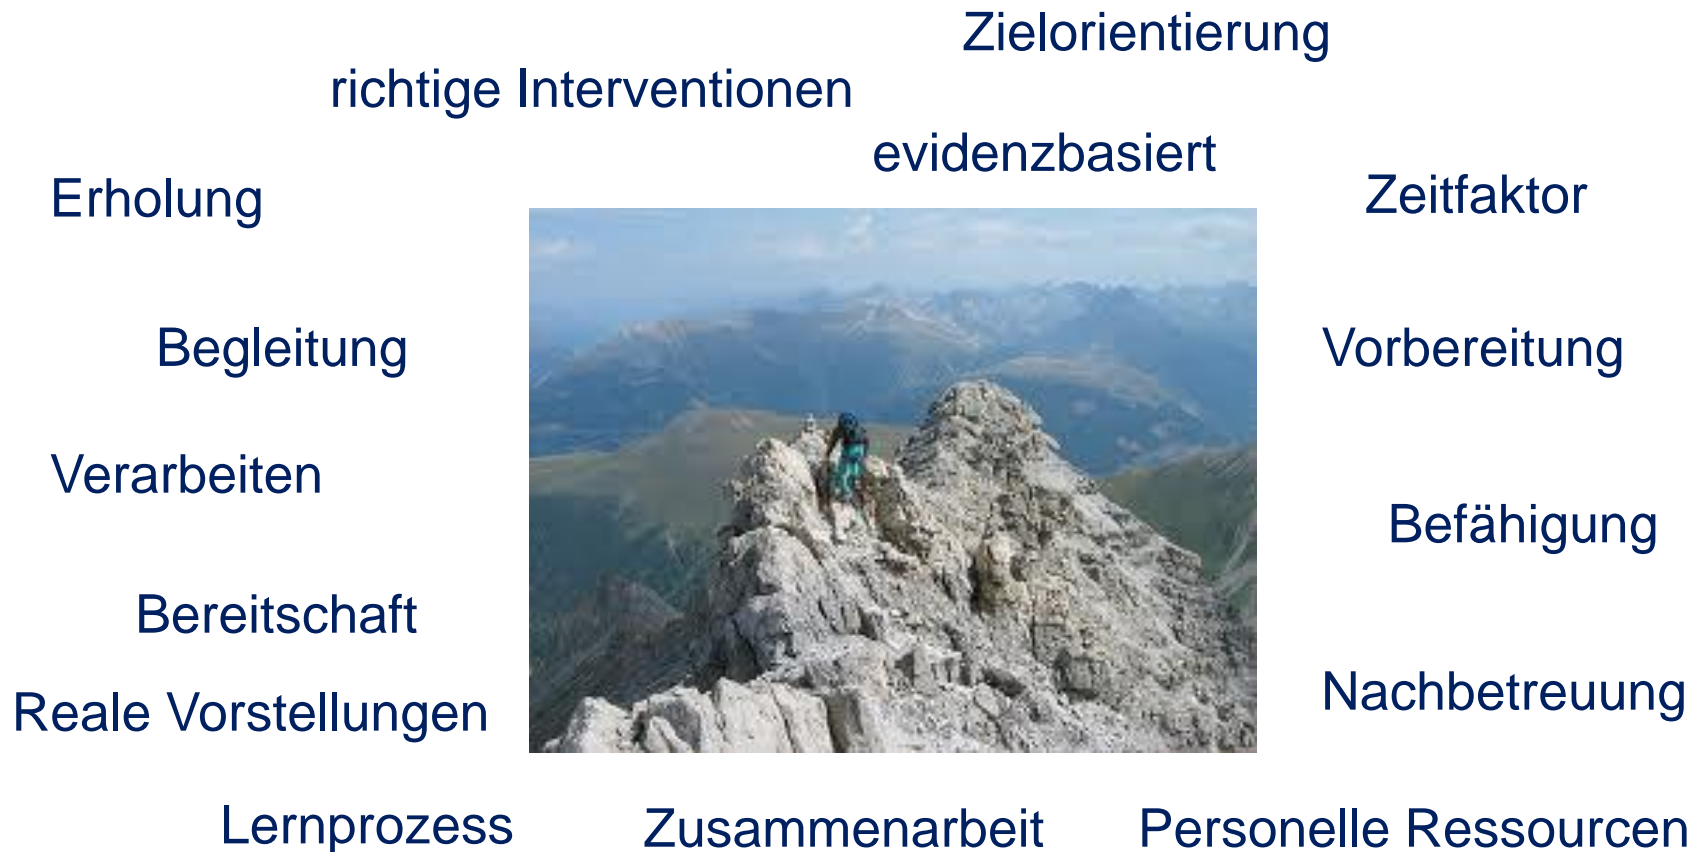 Zielorientierung
richtige Interventionen
evidenzbasiert
Erholung
Zeitfaktor
Begleitung
Vorbereitung
Verarbeiten
Befähigung
Bereitschaft
Nachbetreuung
Reale Vorstellungen
Lernprozess
Zusammenarbeit
Personelle Ressourcen